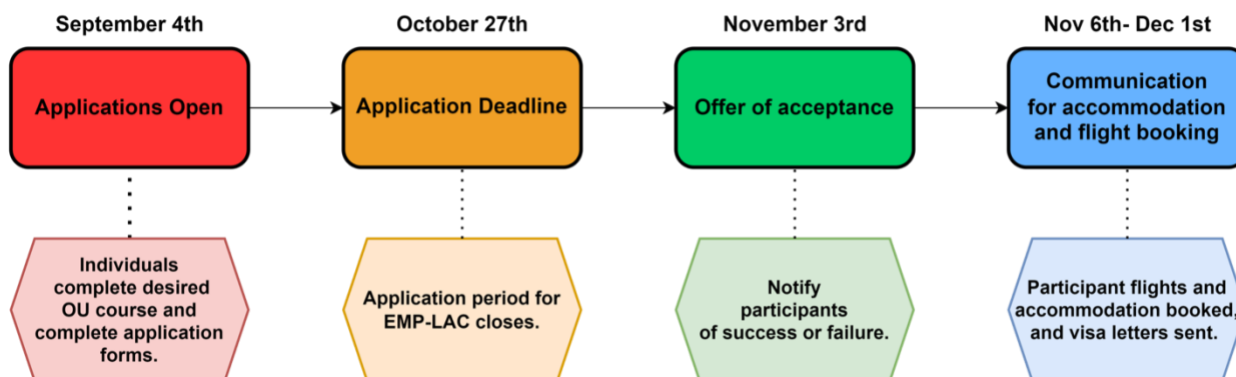 September 4th
October 27th
November 3rd
Nov 6th- Dec 1st
Applications Open
Application Deadline
Offer of acceptance
Communication
for accommodation
and flight booking
Individuals
complete desired
OU course and
complete application
forms.
Application period for
EMP-LAC closes.
Notify
participants
of success or failure.
Participant flights and
accommodation booked,
and visa letters sent.